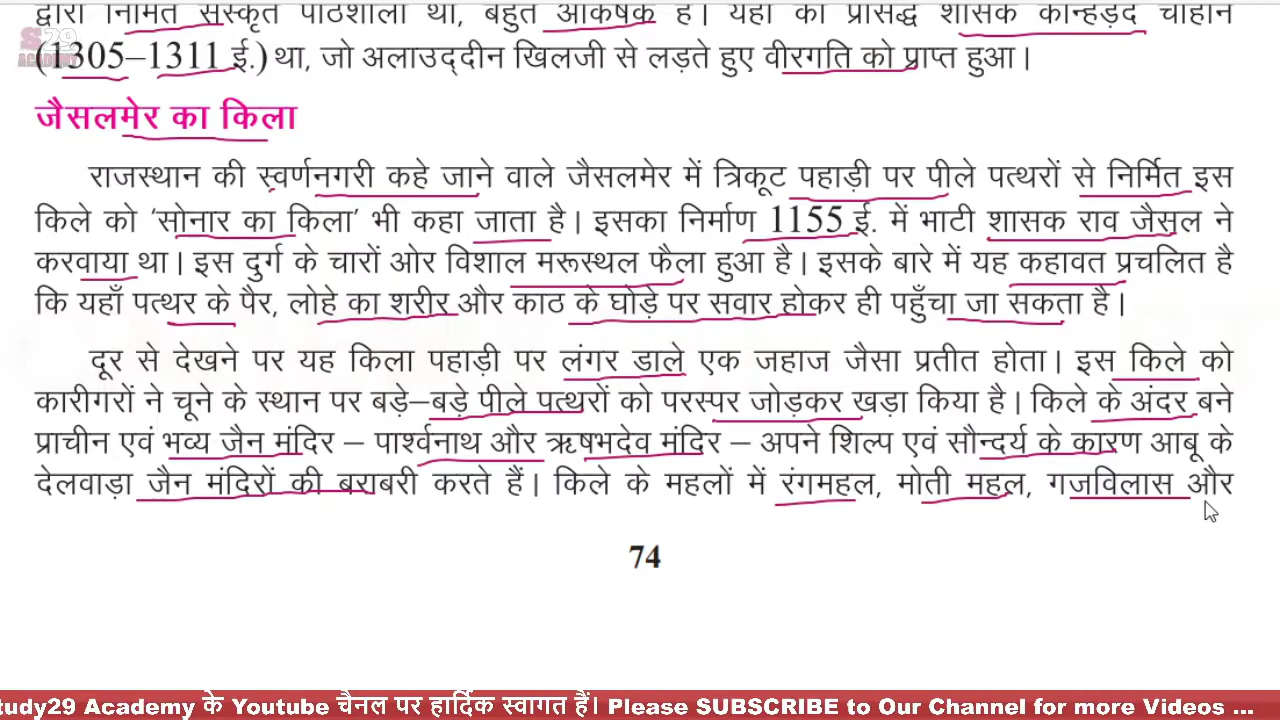 द्वारा निर्मित संस्कृत पाठशाला था, बहुत आकर्षक है। यहाँ का प्रसिद्ध शासक कान्हड़दे चौहान
S29
ACADEMY
(1305–1311 ई.) था, जो अलाउद्दीन खिलजी से लड़ते हुए वीरगति को प्राप्त हुआ।
जैसलमेर का किला
राजस्थान की स्वर्णनगरी कहे जाने वाले जैसलमेर में त्रिकूट पहाड़ी पर पीले पत्थरों से निर्मित इस
किले को 'सोनार का किला' भी कहा जाता है। इसका निर्माण 1155 ई. में भाटी शासक राव जैसल ने
करवाया था। इस दुर्ग के चारों ओर विशाल मरूस्थल फैला हुआ है। इसके बारे में यह कहावत प्रचलित है
कि यहाँ पत्थर के पैर, लोहे का शरीर और काठ के घोड़े पर सवार होकर ही पहुँचा जा सकता है।
दूर से देखने पर यह किला पहाड़ी पर लंगर डाले एक जहाज जैसा प्रतीत होता। इस किले को
कारीगरों ने चूने के स्थान पर बड़े–बड़े पीले पत्थरों को परस्पर जोड़कर खड़ा किया है। किले के अंदर बने
प्राचीन एवं भव्य जैन मंदिर – पार्श्वनाथ और ऋषभदेव मंदिर – अपने शिल्प एवं सौन्दर्य के कारण आबू के
देलवाड़ा जैन मंदिरों की बराबरी करते हैं। किले के महलों में रंगमहल, मोती महल, गजविलास और
74
tudy29 Academy के Youtube चैनल पर हार्दिक स्वागत हैं। Please SUBSCRIBE to Our Channel for more Videos ...